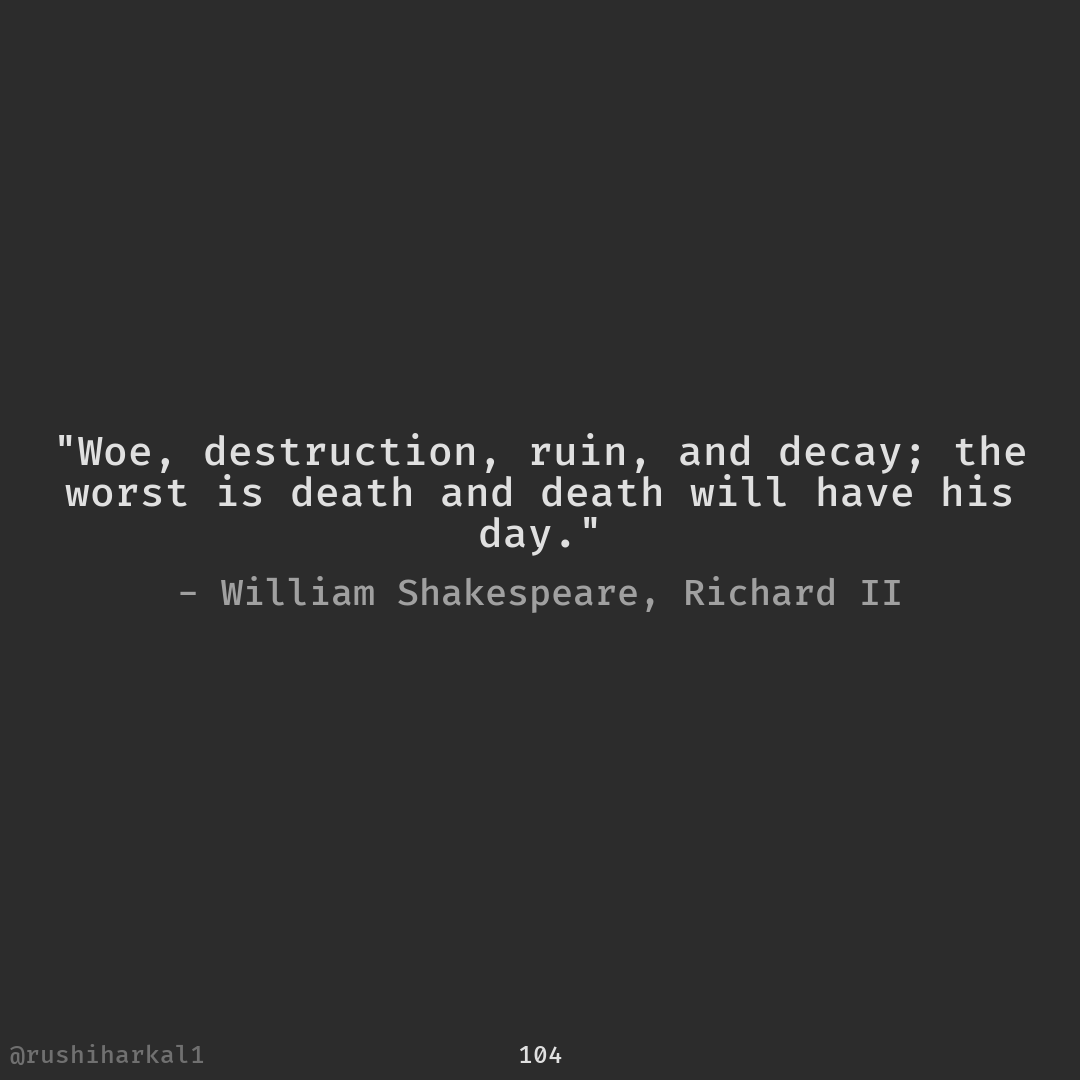 "Woe, destruction, ruin, and decay; the
worst is death and death will have his
day."
– William Shakespeare, Richard II
@rushiharkal1
104